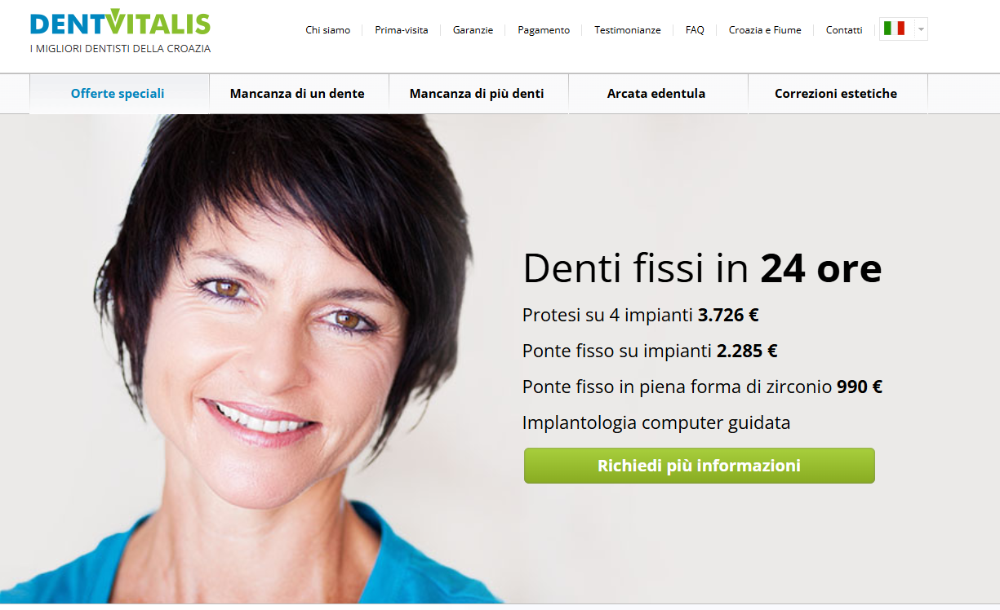 DENTVITALIS
I MIGLIORI DENTISTI DELLA CROAZIA
Chi siamo
Prima-visita
Garanzie
Pagamento
Testimonianze
FAQ
Croazia e Fiume
Contatti
Offerte speciali
Mancanza di un dente
Mancanza di più denti
Arcata edentula
Correzioni estetiche
Denti fissi in 24 ore
Protesi su 4 impianti 3.726 €
Ponte fisso su impianti 2.285 €
Ponte fisso in piena forma di zirconio 990 €
Implantologia computer guidata
Richiedi più informazioni